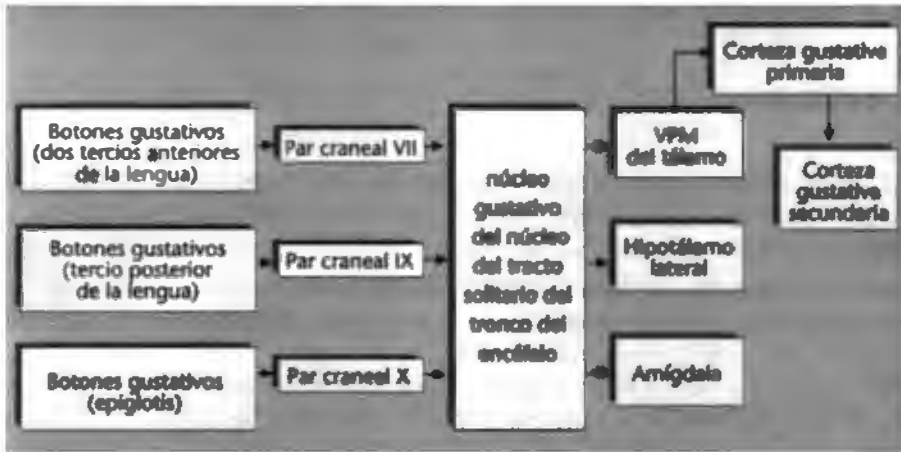 Botones gustativos
(dos tercios anteriores
de la lengua)
Par craneal VII
Botones gustativos
(tercio posterior
de la lengua)
Par craneal IX
Botones gustativos
(epiglotis)
Par craneal X
núcleo
gustativo
del núcleo
del tracto
solitario del
tronco del
encéfalo
VPM
del tálamo
Hipotálamo
lateral
Amígdala
Corteza gustative
primaria
Corteza
gustative
secundaria